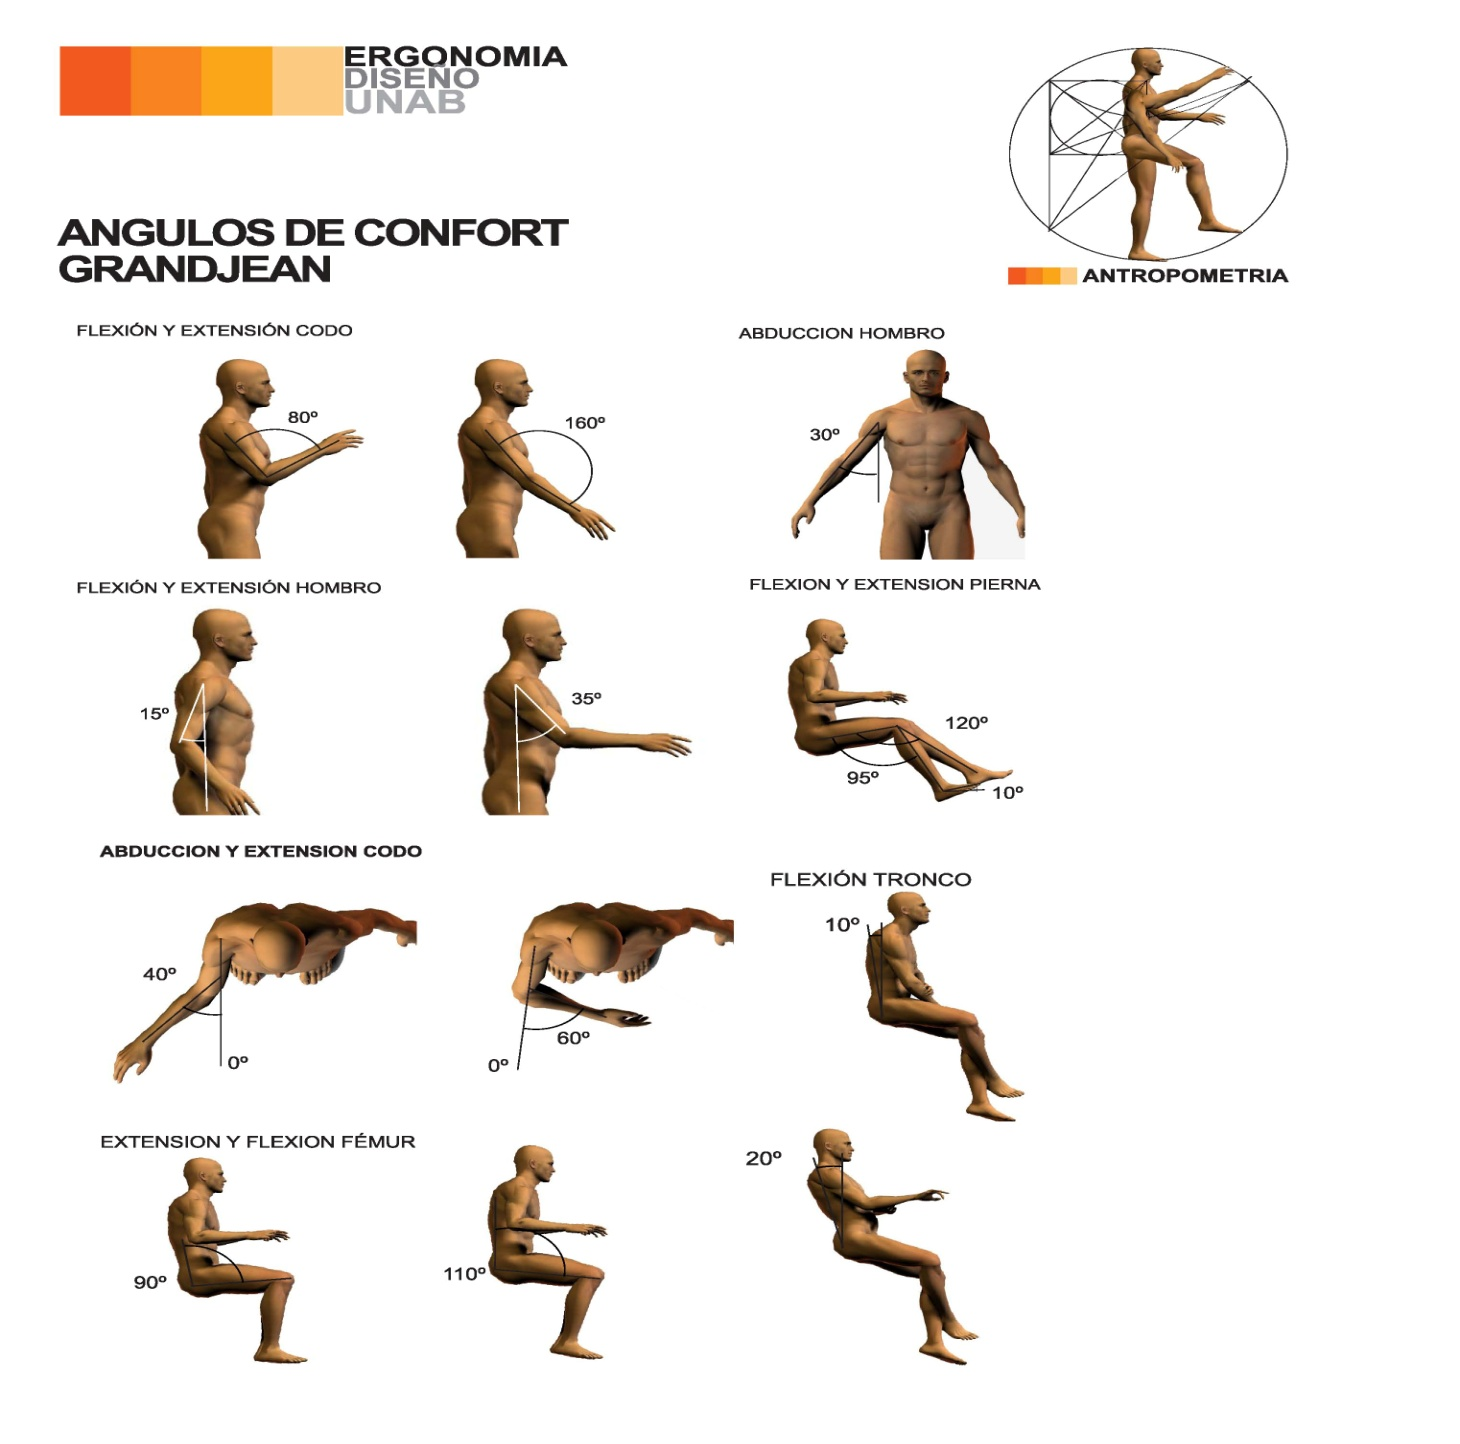 ERGONOMIA
DISEÑO
UNAB
ANTROPOMETRIA
ANGULOS DE CONFORT
GRANDJEAN
FLEXIÓN Y EXTENSIÓN CODO
80º
160º
ABDUCCION HOMBRO
30º
FLEXIÓN Y EXTENSIÓN HOMBRO
15º
35º
FLEXION Y EXTENSION PIERNA
120º
95º
10º
ABDUCCION Y EXTENSION CODO
40º
0º
60º
0º
FLEXIÓN TRONCO
10º
20º
EXTENSION Y FLEXION FÉMUR
90º
110º